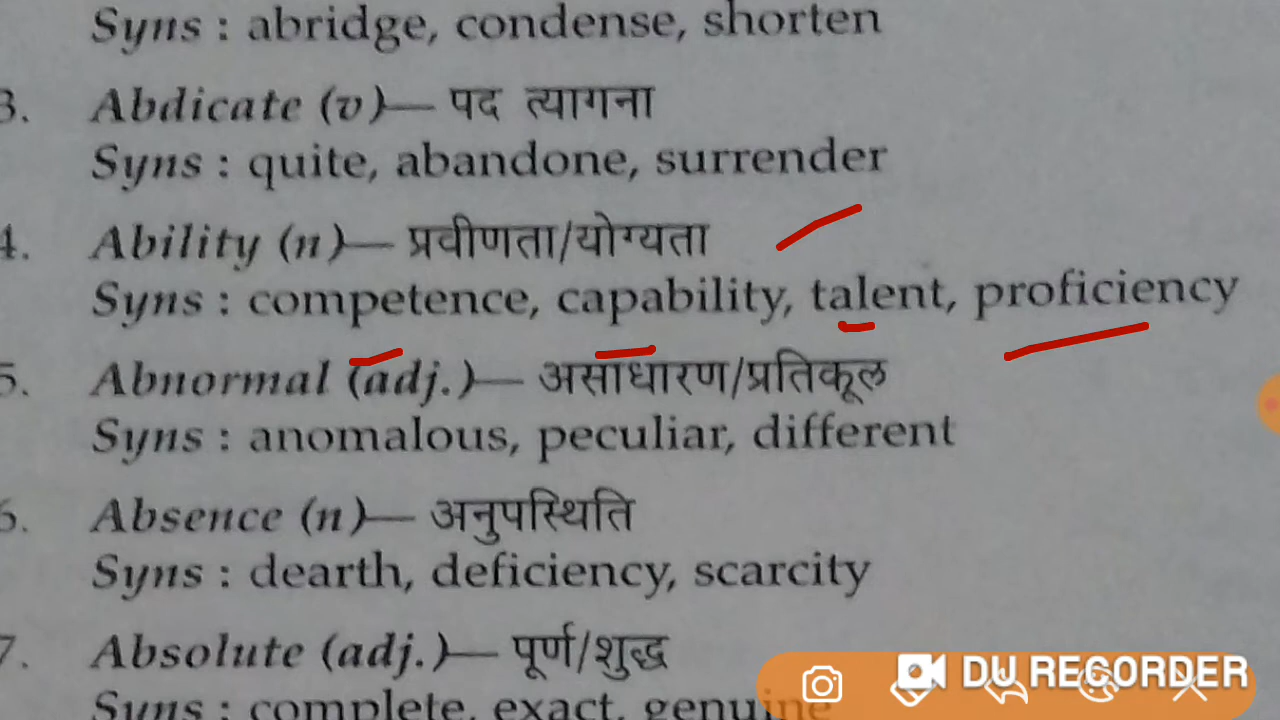 Syns : abridge, condense, shorten
3. Abdicate (v)— पद त्यागना
Syns : quite, abandone, surrender
4. Ability (n)— प्रवीणता/योग्यता
Syns : competence, capability, talent, proficiency
5. Abnormal (adj.)— असाधारण/प्रतिकूल
Syns : anomalous, peculiar, different
6. Absence (n)— अनुपस्थिति
Syns : dearth, deficiency, scarcity
7. Absolute (adj.)— पूर्ण/शुद्ध
Syns : complete, exact, genuine
DU RECORDER